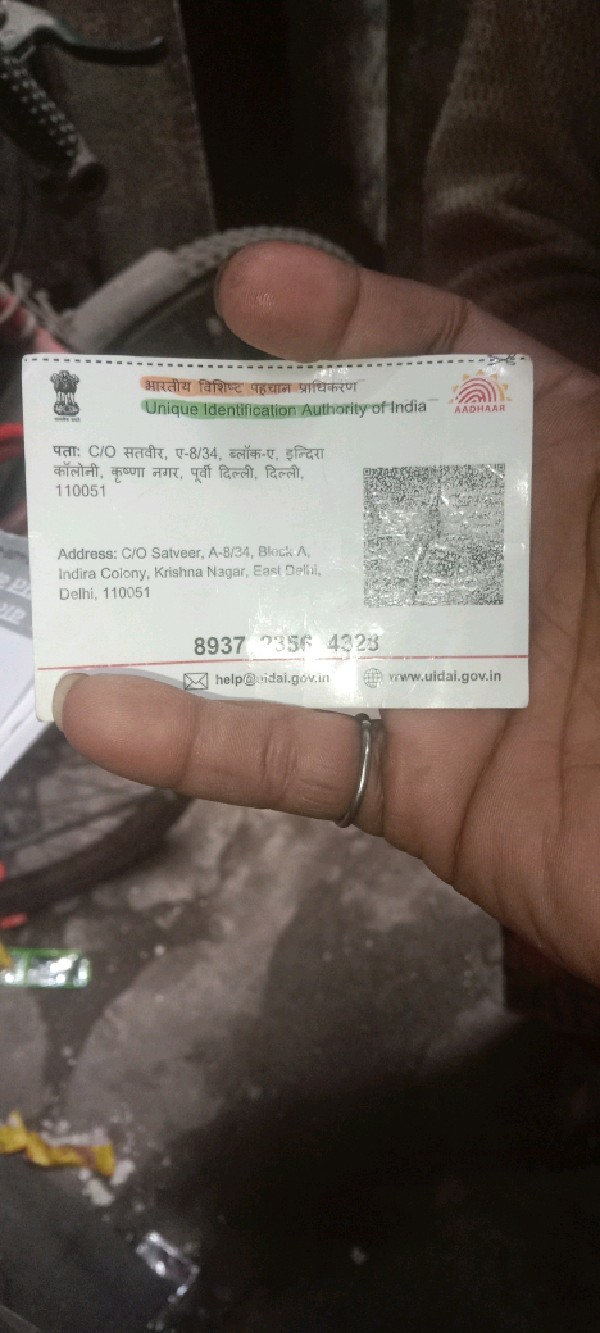 भारतीय विशिष्ट पहचान प्राधिकरण
Unique Identification Authority of India
AADHAAR
पता: C/O सतवीर, ए-8/34, ब्लॉक-ए, इन्दिरा
कॉलोनी, कृष्णा नगर, पूर्वी दिल्ली, दिल्ली,
110051
Address: C/O Satveer, A-8/34, Block A,
Indira Colony, Krishna Nagar, East Delhi,
Delhi, 110051
8937 2356 4328
help@uidai.gov.in www.uidai.gov.in